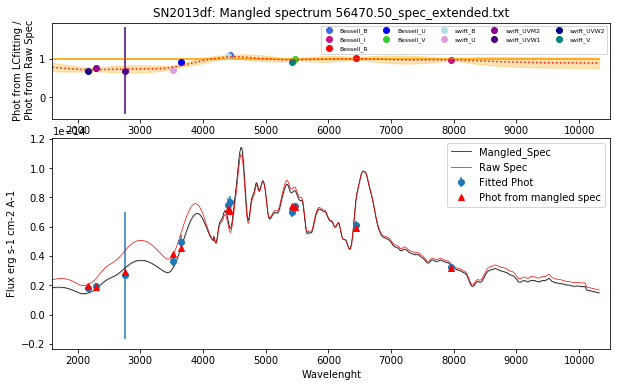 SN2013df: Mangled spectrum 56470.50_spec_extended.txt
Phot from LCfitting /
Phot from Raw Spec
1
0
Bessell_B
Bessell_I
Bessell_R
Bessell_U
Bessell_V
swift_B
swift_U
swift_UVM2
swift_UVW1
swift_UVW2
swift_V
2000 3000 4000 5000 6000 7000 8000 9000 10000
1e−14
Flux erg s-1 cm-2 A-1
1.2
1.0
0.8
0.6
0.4
0.2
0.0
−0.2
Mangled_Spec
Raw Spec
Fitted Phot
Phot from mangled spec
2000 3000 4000 5000 6000 7000 8000 9000 10000
Wavelenght